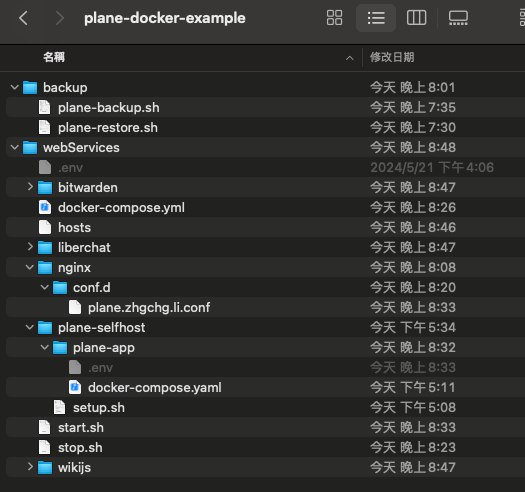 plane-docker-example
名稱 修改日期
backup 今天 晚上8:01
plane-backup.sh 今天 晚上7:35
plane-restore.sh 今天 晚上7:30
webServices 今天 晚上8:48
.env 2024/5/21 下午4:06
bitwarden 今天 晚上8:47
docker-compose.yml 今天 晚上8:26
hosts 今天 晚上8:46
liberchat 今天 晚上8:47
nginx 今天 晚上8:08
conf.d 今天 晚上8:20
plane.zhgchg.li.conf 今天 晚上8:33
plane-selfhost 今天 下午5:34
plane-app 今天 晚上8:32
.env 今天 晚上8:33
docker-compose.yaml 今天 下午5:11
setup.sh 今天 下午5:08
start.sh 今天 晚上8:33
stop.sh 今天 晚上8:23
wikijs 今天 晚上8:47